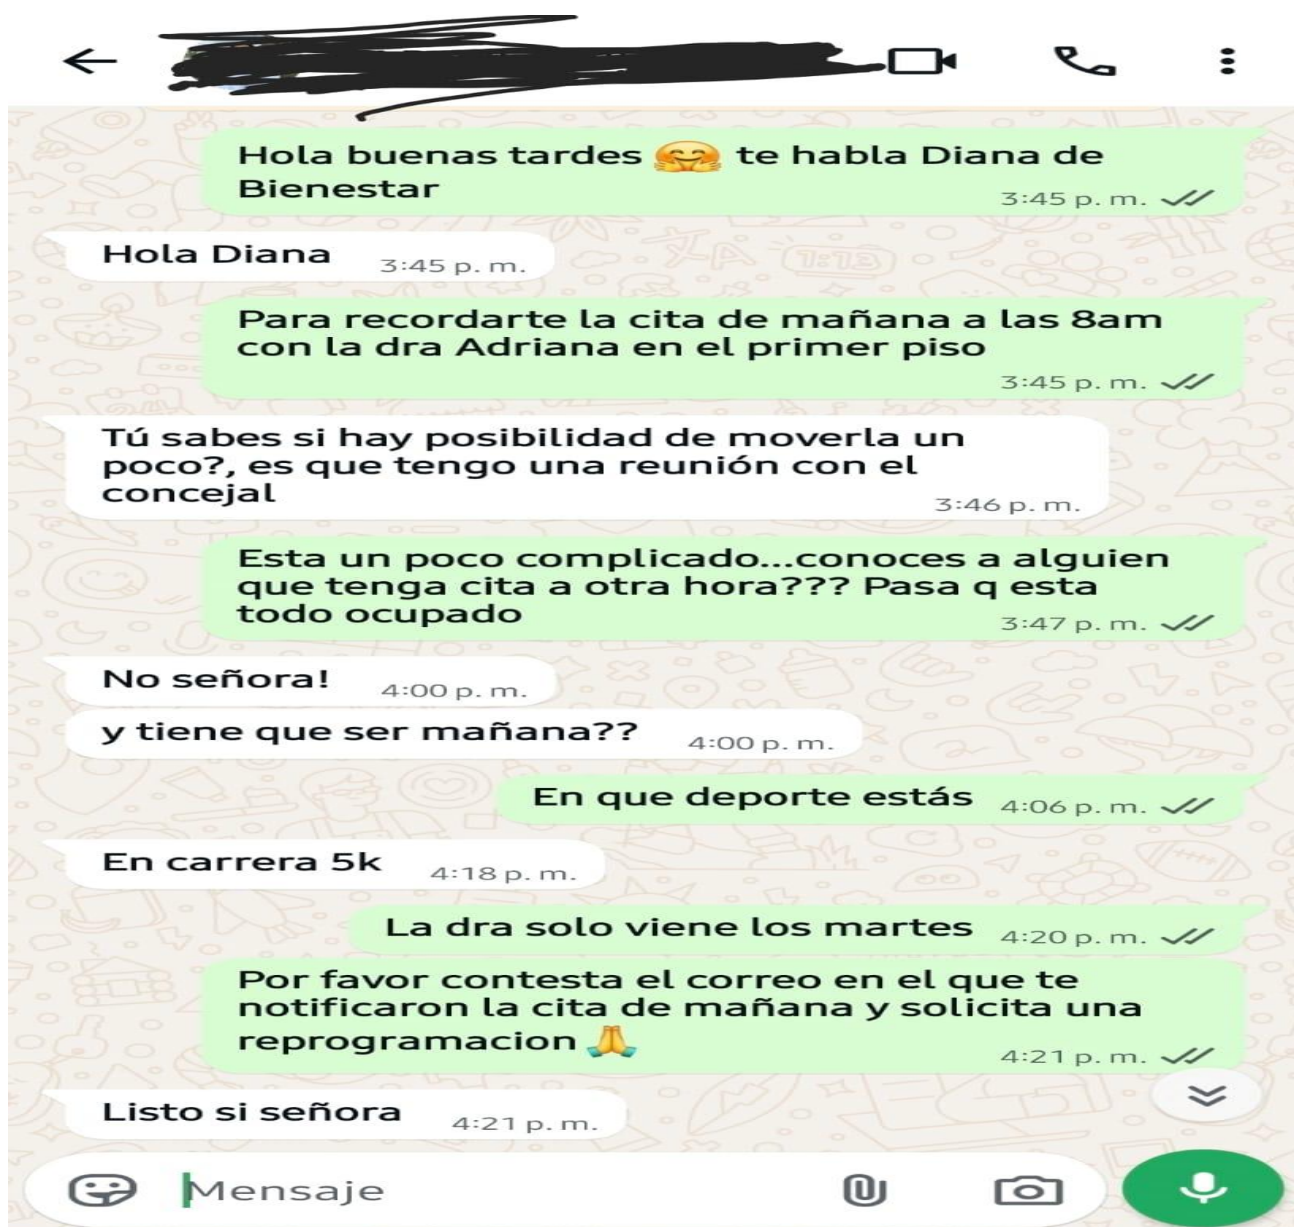 Hola buenas tardes 🤗 te habla Diana de
Bienestar
3:45 p. m.
Hola Diana
3:45 p. m.
Para recordarte la cita de mañana a las 8am
con la dra Adriana en el primer piso
3:45 p. m.
Tú sabes si hay posibilidad de moverla un
poco?, es que tengo una reunión con el
concejal
3:46 p. m.
Esta un poco complicado...conoces a alguien
que tenga cita a otra hora??? Pasa q esta
todo ocupado
3:47 p. m.
No señora!
4:00 p. m.
y tiene que ser mañana??
4:00 p. m.
En que deporte estás
4:06 p. m.
En carrera 5k
4:18 p. m.
La dra solo viene los martes
4:20 p. m.
Por favor contesta el correo en el que te
notificaron la cita de mañana y solicita una
reprogramacion 🙏
4:21 p. m.
Listo si señora
4:21 p. m.
Mensaje